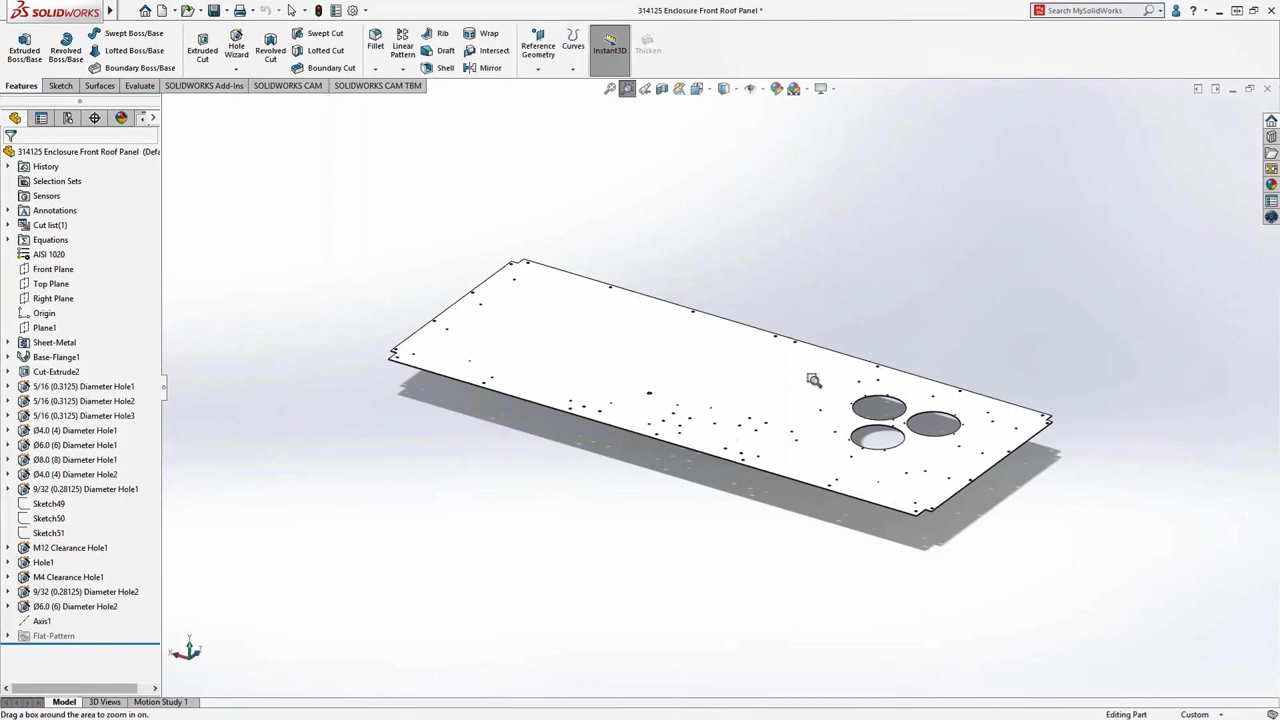 SOLIDWORKS
314125 Enclosure Front Roof Panel *
Search MySolidWorks
Extruded Boss/Base
Revolved Boss/Base
Swept Boss/Base
Lofted Boss/Base
Boundary Boss/Base
Extruded Cut
Hole Wizard
Revolved Cut
Swept Cut
Lofted Cut
Boundary Cut
Fillet
Linear Pattern
Rib
Draft
Shell
Wrap
Intersect
Mirror
Reference Geometry
Curves
Instant3D
Thicken
Features
Sketch
Surfaces
Evaluate
SOLIDWORKS Add-Ins
SOLIDWORKS CAM
SOLIDWORKS CAM TBM
314125 Enclosure Front Roof Panel (Defa
History
Selection Sets
Sensors
Annotations
Cut list(1)
Equations
AISI 1020
Front Plane
Top Plane
Right Plane
Origin
Plane1
Sheet-Metal
Base-Flange1
Cut-Extrude2
5/16 (0.3125) Diameter Hole1
5/16 (0.3125) Diameter Hole2
5/16 (0.3125) Diameter Hole3
Ø4.0 (4) Diameter Hole1
Ø6.0 (6) Diameter Hole1
Ø8.0 (8) Diameter Hole1
Ø4.0 (4) Diameter Hole2
9/32 (0.28125) Diameter Hole1
Sketch49
Sketch50
Sketch51
M12 Clearance Hole1
Hole1
M4 Clearance Hole1
9/32 (0.28125) Diameter Hole2
Ø6.0 (6) Diameter Hole2
Axis1
Flat-Pattern
Y
X
Z
Model
3D Views
Motion Study 1
Drag a box around the area to zoom in on.
Editing Part
Custom